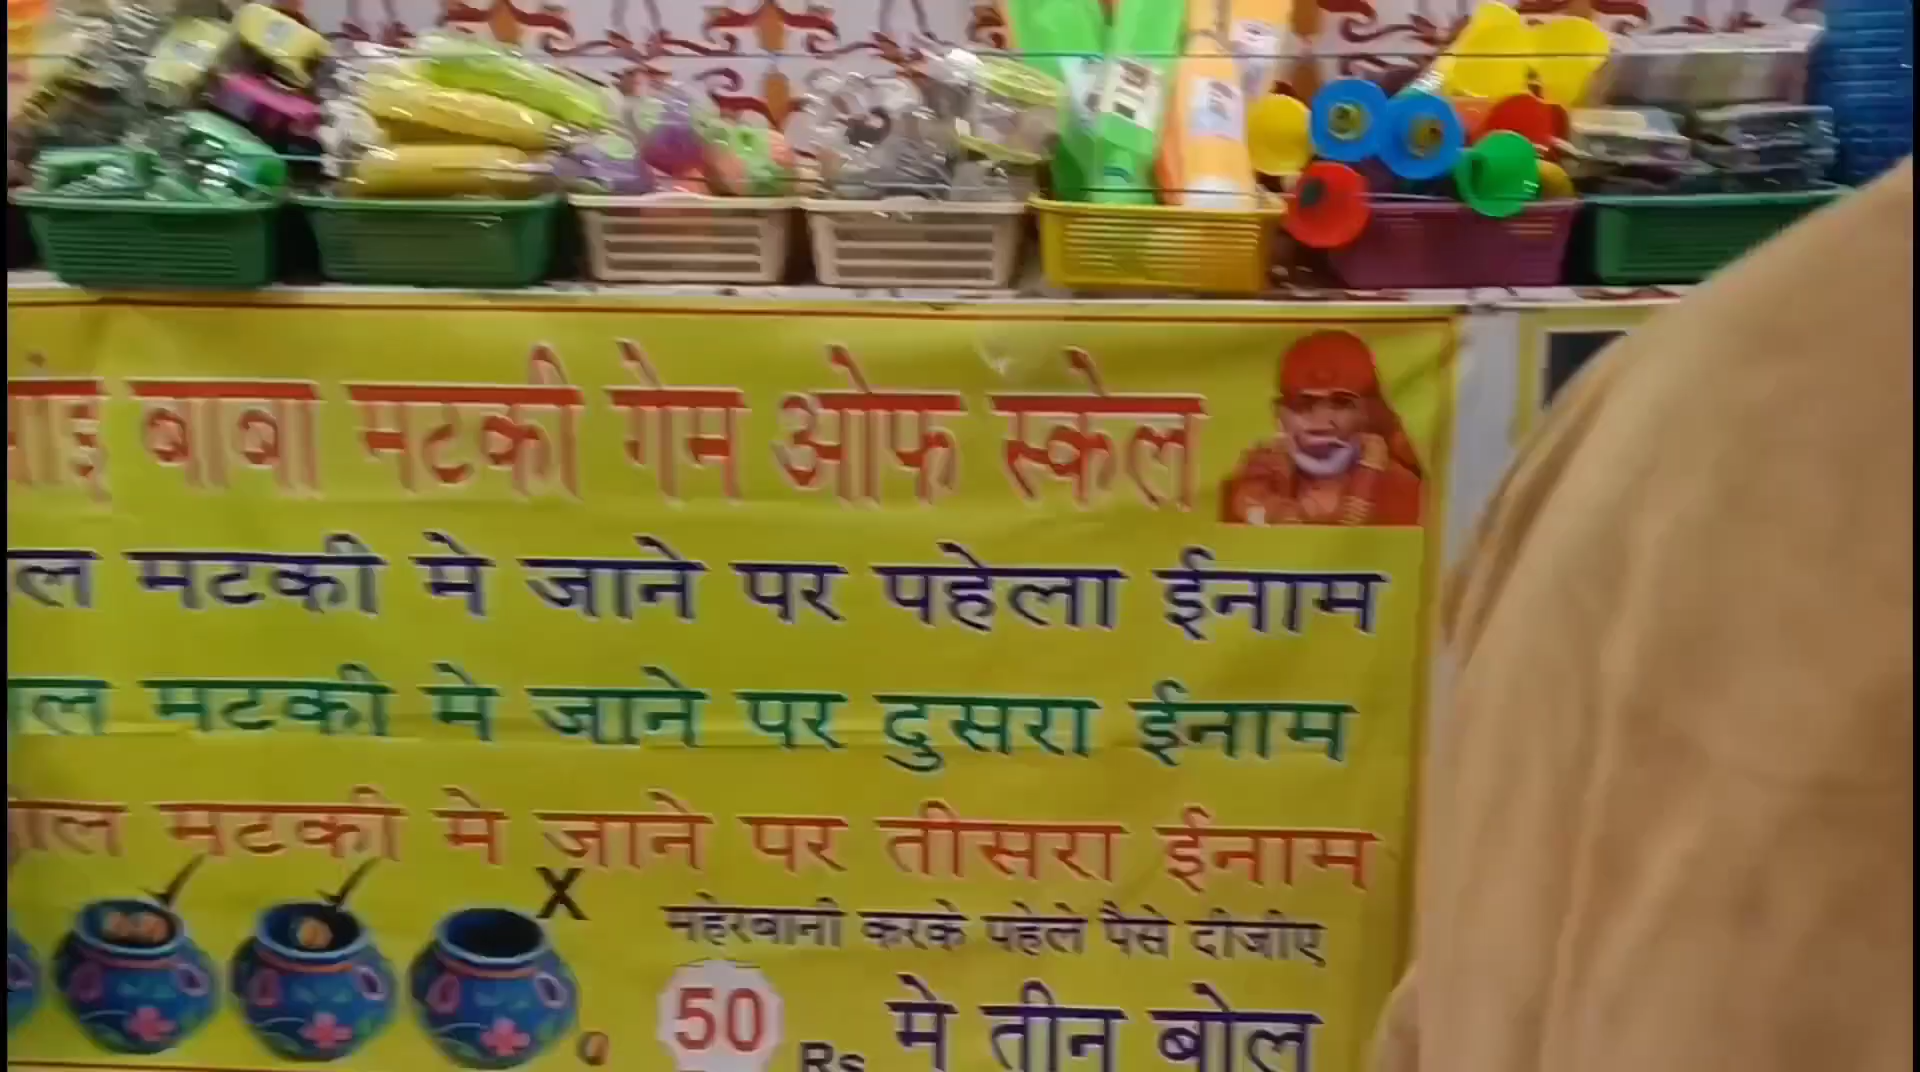 बाबा मटकी गेम ओफ स्केल
मटकी मे जाने पर पहेला ईनाम
मटकी मे जाने पर दुसरा ईनाम
मटकी मे जाने पर तीसरा ईनाम
X
महेरबानी करके पहेले पैसे दीजीए
50 Rs मे तीन बोल